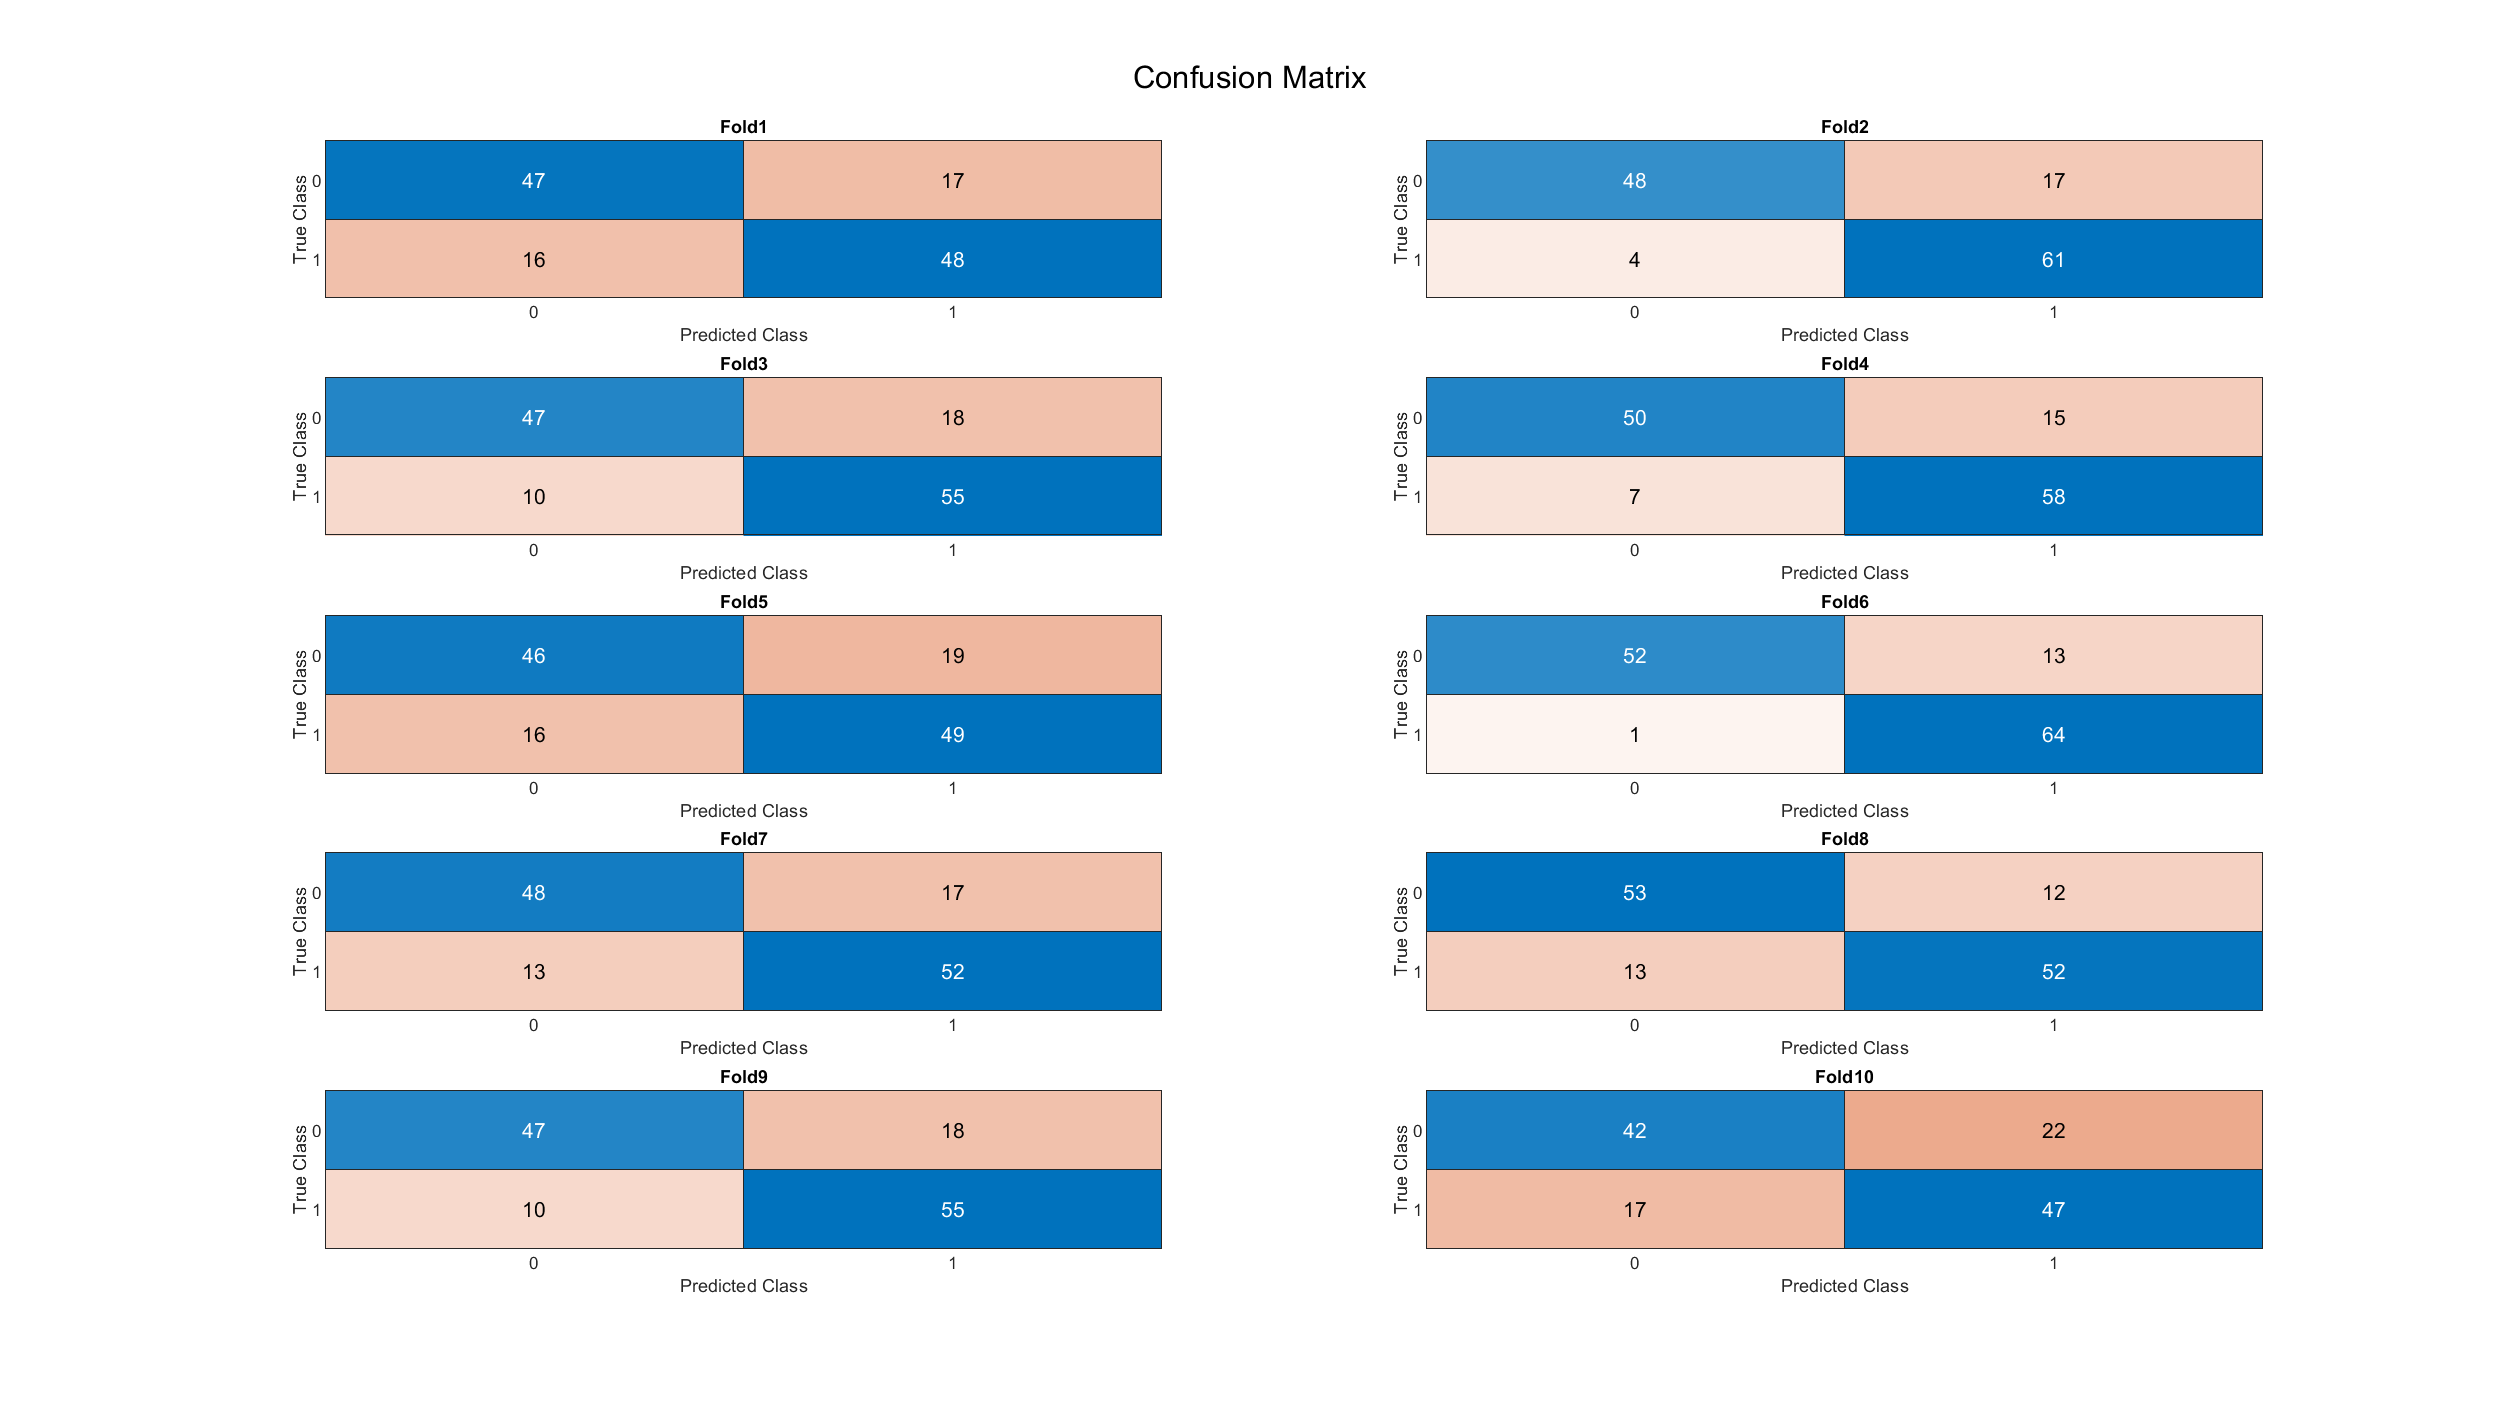 Confusion Matrix
Fold1
True Class
0 47 17
1 16 48
0 1
Predicted Class
Fold2
True Class
0 48 17
1 4 61
0 1
Predicted Class
Fold3
True Class
0 47 18
1 10 55
0 1
Predicted Class
Fold4
True Class
0 50 15
1 7 58
0 1
Predicted Class
Fold5
True Class
0 46 19
1 16 49
0 1
Predicted Class
Fold6
True Class
0 52 13
1 1 64
0 1
Predicted Class
Fold7
True Class
0 48 17
1 13 52
0 1
Predicted Class
Fold8
True Class
0 53 12
1 13 52
0 1
Predicted Class
Fold9
True Class
0 47 18
1 10 55
0 1
Predicted Class
Fold10
True Class
0 42 22
1 17 47
0 1
Predicted Class